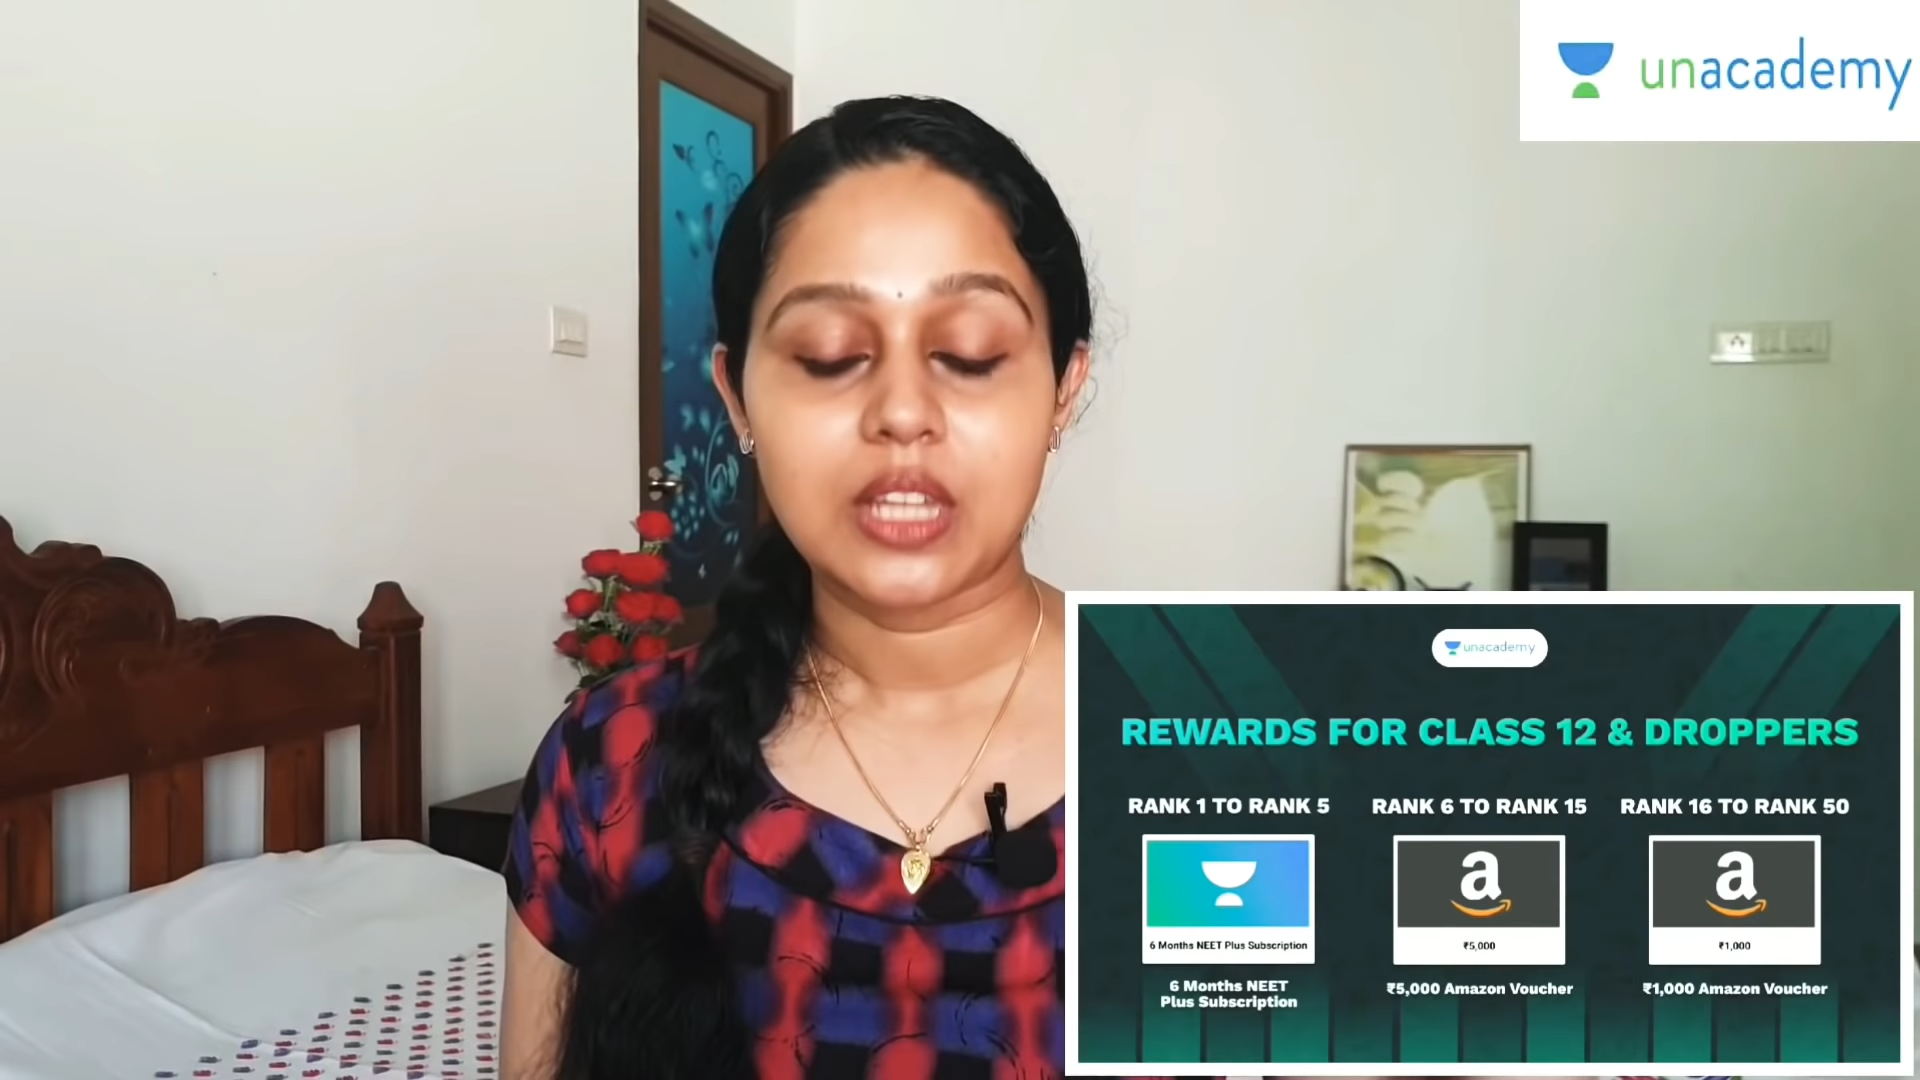 unacademy
unacademy
REWARDS FOR CLASS 12 & DROPPERS
RANK 1 TO RANK 5
6 Months NEET Plus Subscription
6 Months NEET
Plus Subscription
RANK 6 TO RANK 15
a
₹5,000
₹5,000 Amazon Voucher
RANK 16 TO RANK 50
a
₹1,000
₹1,000 Amazon Voucher